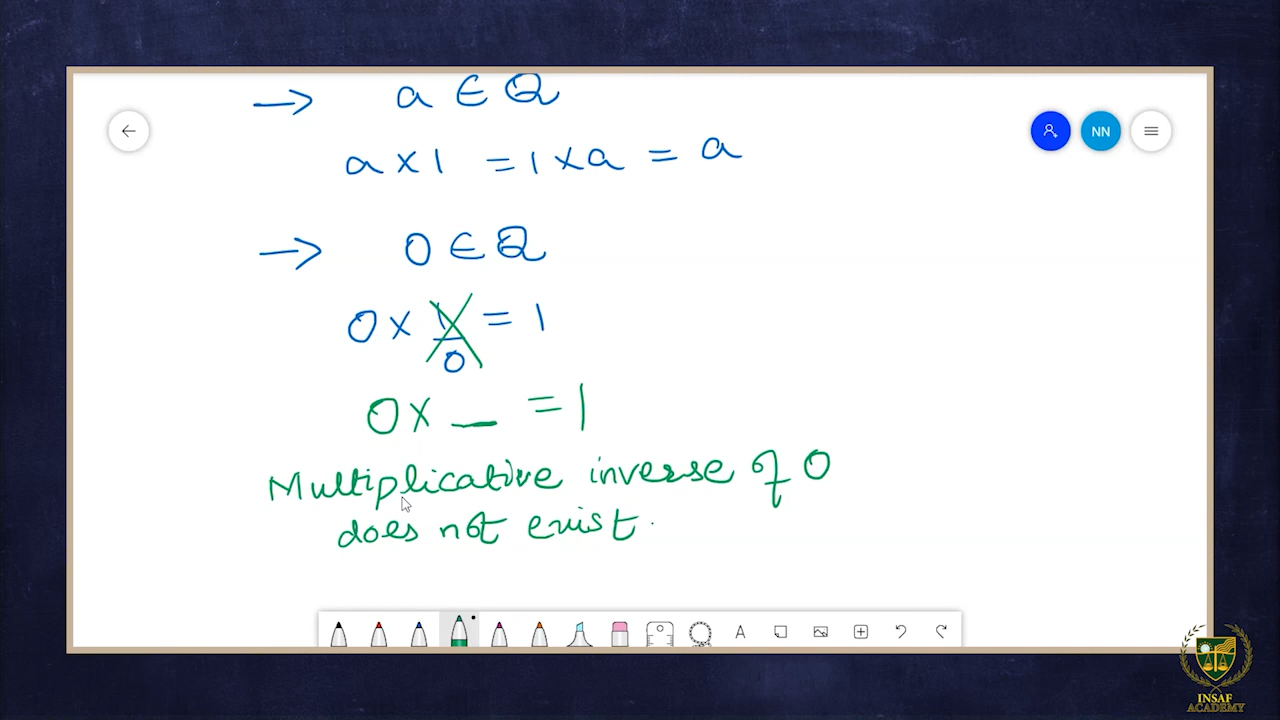 → a ∈ Q
NN
a × 1 = 1 × a = a
→ 0 ∈ Q
0 × 1/0 = 1
0 × _ = 1
Multiplicative inverse of 0
does not exist.
A
INSAF
ACADEMY